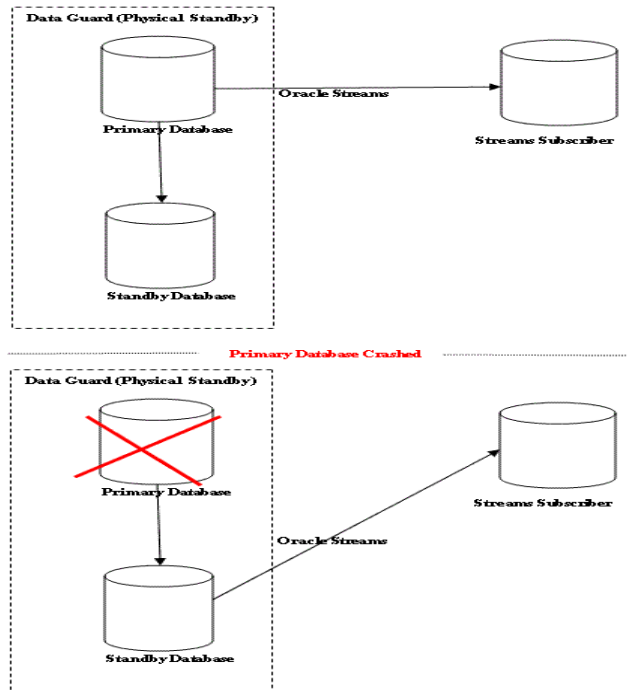 Data Guard (Physical Standby)
Oracle Streams
Primary Database
Streams Subscriber
Standby Database
Primary Database Crashed
Data Guard (Physical Standby)
Primary Database
Streams Subscriber
Oracle Streams
Standby Database